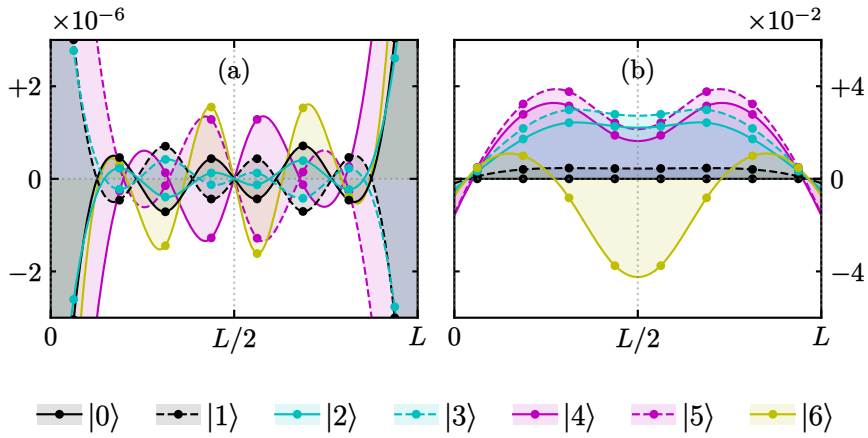 ×10⁻⁶ ×10⁻²
(a) (b)
+2 +4
0 0
−2 −4
0 L/2 L 0 L/2 L
|0⟩ |1⟩ |2⟩ |3⟩ |4⟩ |5⟩ |6⟩